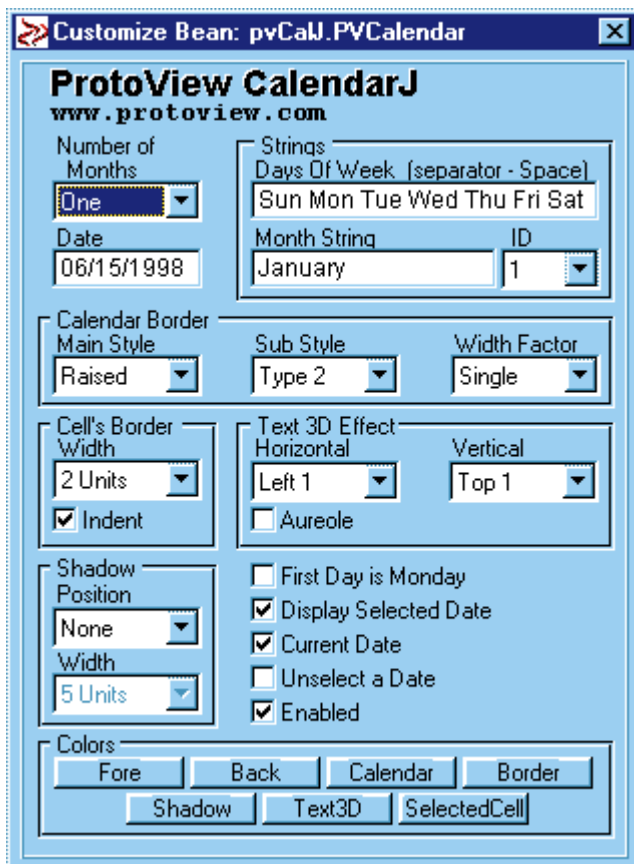 Customize Bean: pvCalJ.PVCalendar
ProtoView CalendarJ
www.protoview.com
Number of
Months
One
Date
06/15/1998
Strings
Days Of Week (separator - Space)
Sun Mon Tue Wed Thu Fri Sat
Month String
ID
January
1
Calendar Border
Main Style
Sub Style
Width Factor
Raised
Type 2
Single
Cell's Border
Width
2 Units
Indent
Text 3D Effect
Horizontal
Vertical
Left 1
Top 1
Aureole
Shadow
Position
None
Width
5 Units
First Day is Monday
Display Selected Date
Current Date
Unselect a Date
Enabled
Colors
Fore
Back
Calendar
Border
Shadow
Text3D
SelectedCell